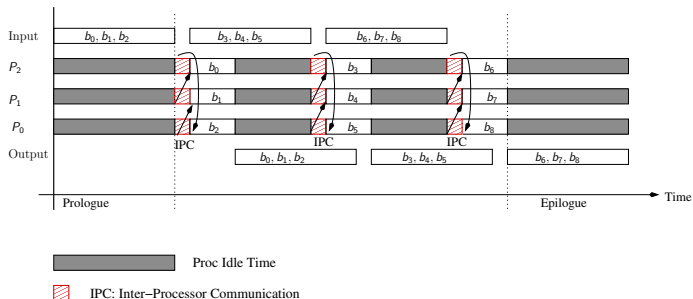 Input b0, b1, b2 b3, b4, b5 b6, b7, b8
P2 b0 b3 b6
P1 b1 b4 b7
P0 b2 b5 b8
IPC IPC IPC
Output b0, b1, b2 b3, b4, b5 b6, b7, b8
Prologue Epilogue Time
Proc Idle Time
IPC: Inter−Processor Communication